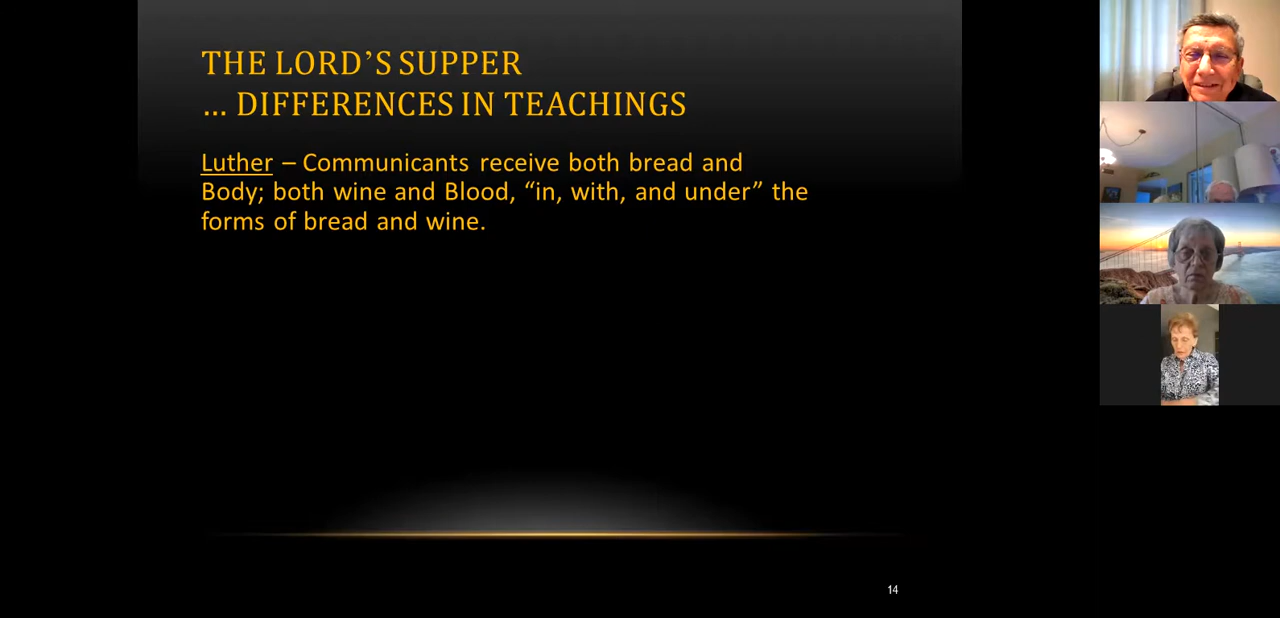 THE LORD’S SUPPER
… DIFFERENCES IN TEACHINGS
Luther – Communicants receive both bread and
Body; both wine and Blood, “in, with, and under” the
forms of bread and wine.
14